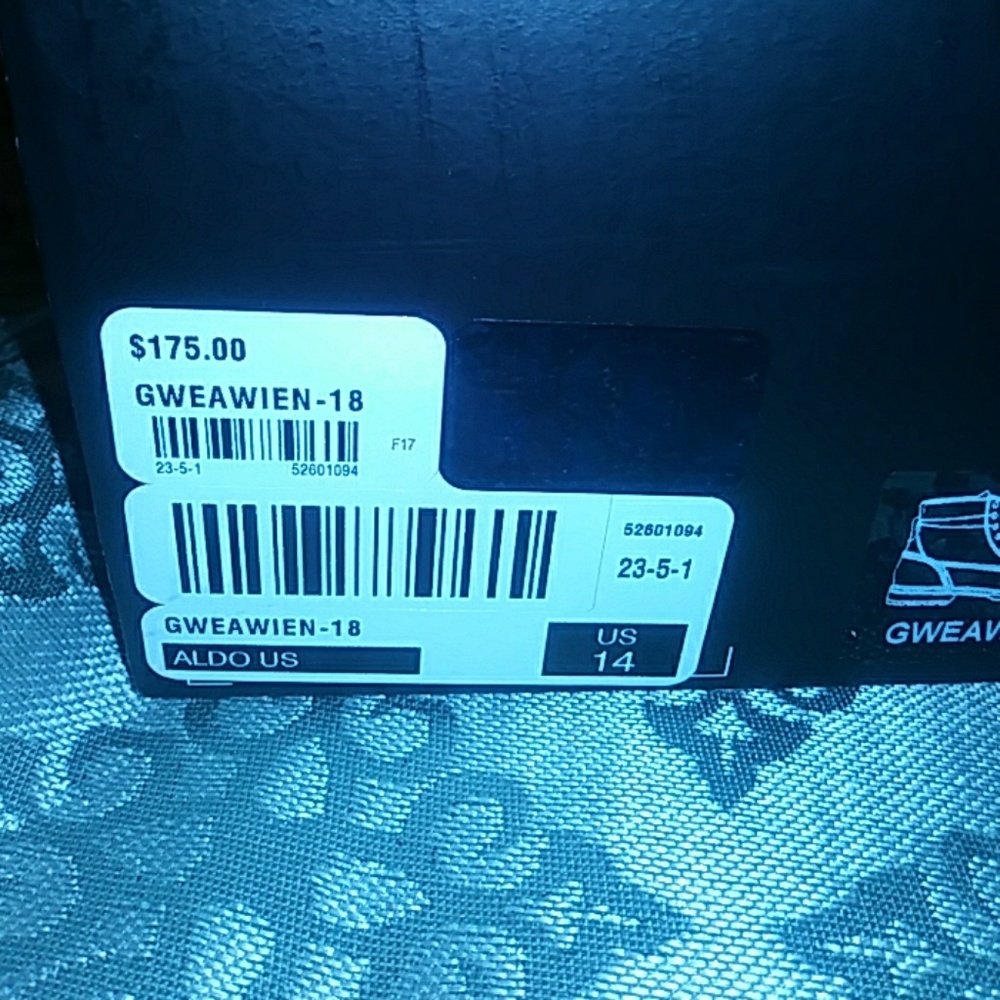 $175.00
GWEAWIEN-18
F17
23-5-1 52601094
52601094
23-5-1
GWEAWIEN-18
ALDO US
US
14
GWEAW